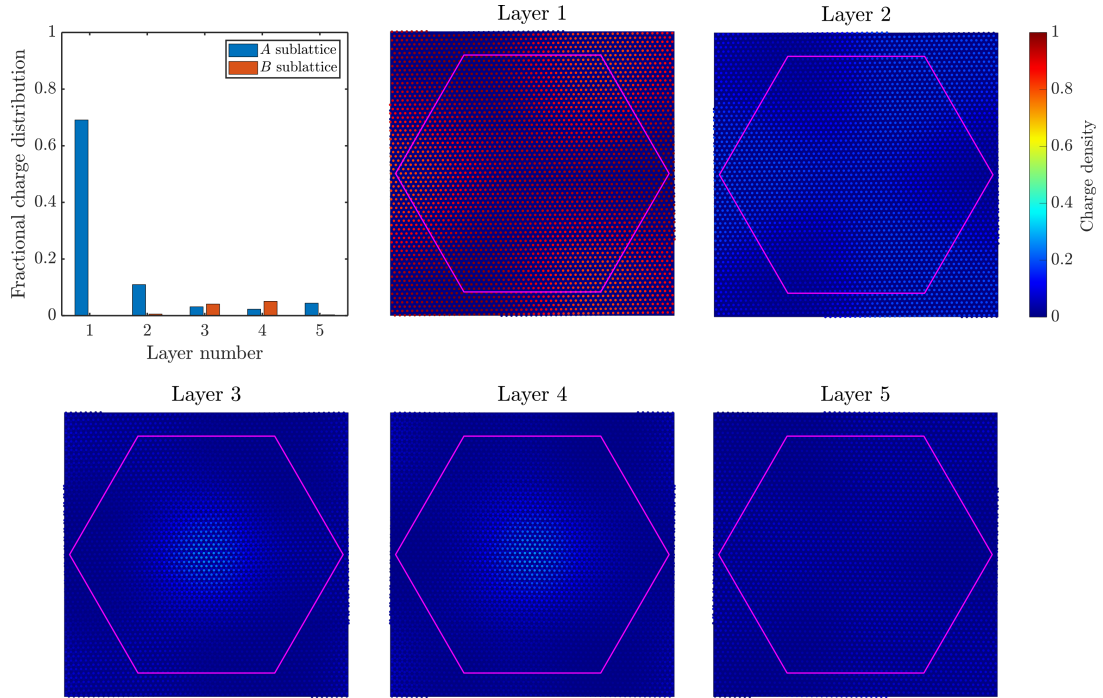 Layer 1
Layer 2
1
0.8
0.6
0.4
0.2
0
Fractional charge distribution
A sublattice
B sublattice
1 2 3 4 5
Layer number
1
0.8
0.6
0.4
0.2
0
Charge density
Layer 3
Layer 4
Layer 5